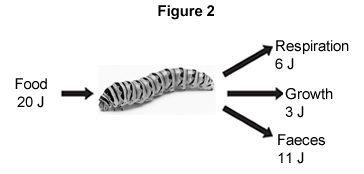 Figure 2
Respiration
6 J
Food
20 J
Growth
3 J
Faeces
11 J